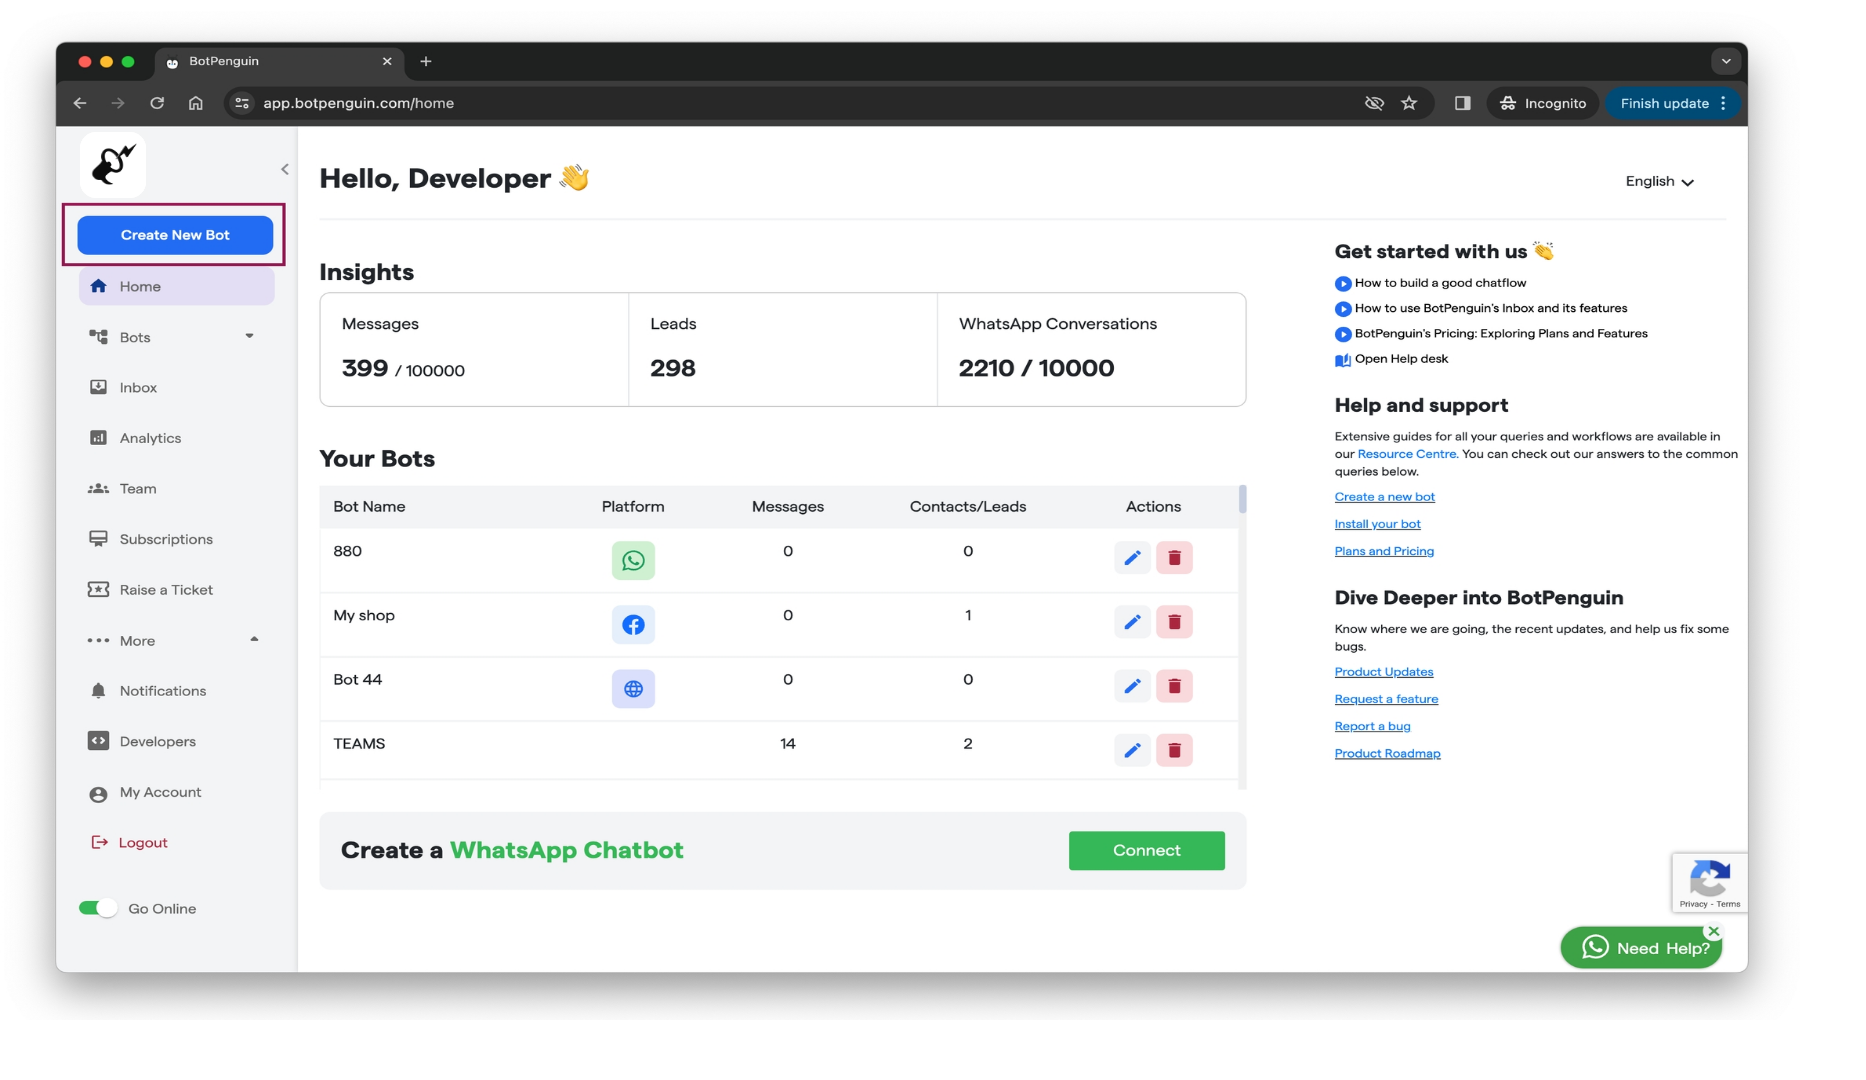 BotPenguin
app.botpenguin.com/home
Incognito
Finish update
Create New Bot
Home
Bots
Inbox
Analytics
Team
Subscriptions
Raise a Ticket
More
Notifications
Developers
My Account
Logout
Go Online
Hello, Developer 👋
English
Insights
Messages
399 / 100000
Leads
298
WhatsApp Conversations
2210 / 10000
Your Bots
Bot Name Platform Messages Contacts/Leads Actions
880 0 0
My shop 0 1
Bot 44 0 0
TEAMS 14 2
Create a WhatsApp Chatbot
Connect
Get started with us 👏
How to build a good chatflow
How to use BotPenguin's Inbox and its features
BotPenguin's Pricing: Exploring Plans and Features
Open Help desk
Help and support
Extensive guides for all your queries and workflows are available in
our Resource Centre. You can check out our answers to the common
queries below.
Create a new bot
Install your bot
Plans and Pricing
Dive Deeper into BotPenguin
Know where we are going, the recent updates, and help us fix some
bugs.
Product Updates
Request a feature
Report a bug
Product Roadmap
Privacy - Terms
Need Help?